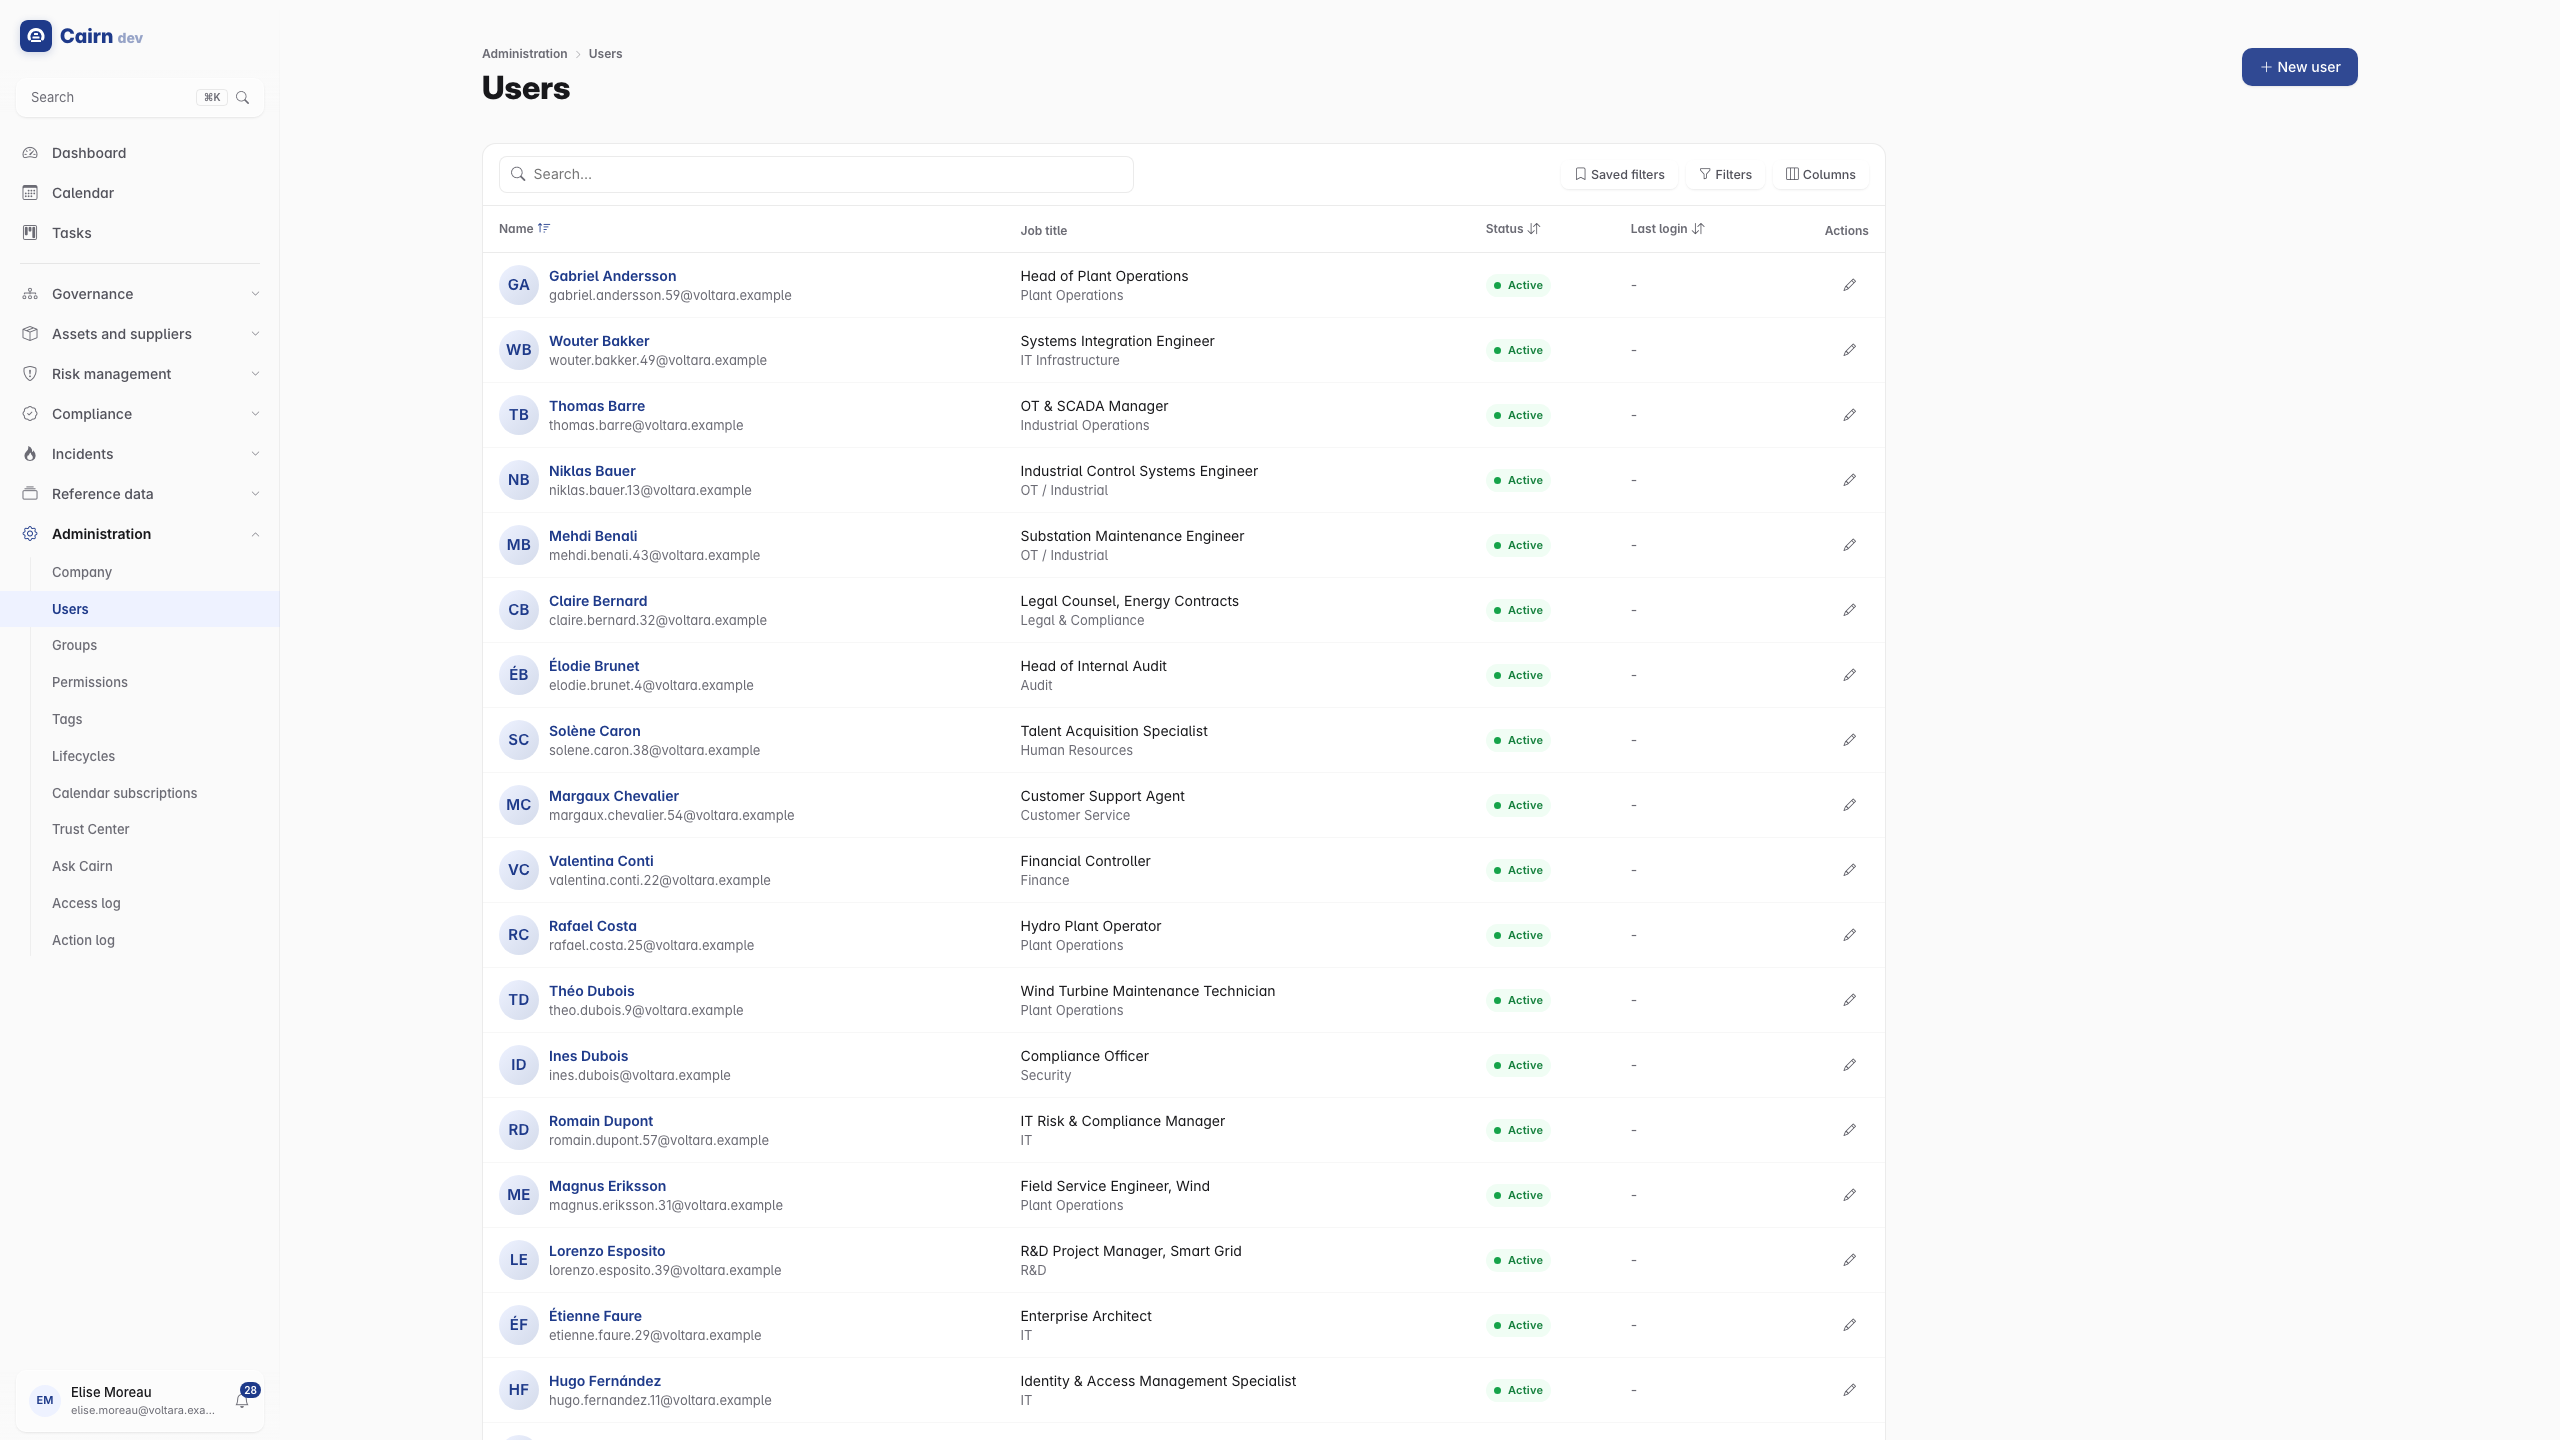 Cairn dev
Search ⌘K
Dashboard
Calendar
Tasks
Governance
Assets and suppliers
Risk management
Compliance
Incidents
Reference data
Administration
Company
Users
Groups
Permissions
Tags
Lifecycles
Calendar subscriptions
Trust Center
Ask Cairn
Access log
Action log
EM
Elise Moreau
elise.moreau@voltara.exa...
28
Administration > Users
Users
+ New user
Search...
Saved filters
Filters
Columns
Name Job title Status Last login Actions
GA Gabriel Andersson Head of Plant Operations Active -
gabriel.andersson.59@voltara.example Plant Operations
WB Wouter Bakker Systems Integration Engineer Active -
wouter.bakker.49@voltara.example IT Infrastructure
TB Thomas Barre OT & SCADA Manager Active -
thomas.barre@voltara.example Industrial Operations
NB Niklas Bauer Industrial Control Systems Engineer Active -
niklas.bauer.13@voltara.example OT / Industrial
MB Mehdi Benali Substation Maintenance Engineer Active -
mehdi.benali.43@voltara.example OT / Industrial
CB Claire Bernard Legal Counsel, Energy Contracts Active -
claire.bernard.32@voltara.example Legal & Compliance
ÉB Élodie Brunet Head of Internal Audit Active -
elodie.brunet.4@voltara.example Audit
SC Solène Caron Talent Acquisition Specialist Active -
solene.caron.38@voltara.example Human Resources
MC Margaux Chevalier Customer Support Agent Active -
margaux.chevalier.54@voltara.example Customer Service
VC Valentina Conti Financial Controller Active -
valentina.conti.22@voltara.example Finance
RC Rafael Costa Hydro Plant Operator Active -
rafael.costa.25@voltara.example Plant Operations
TD Théo Dubois Wind Turbine Maintenance Technician Active -
theo.dubois.9@voltara.example Plant Operations
ID Ines Dubois Compliance Officer Active -
ines.dubois@voltara.example Security
RD Romain Dupont IT Risk & Compliance Manager Active -
romain.dupont.57@voltara.example IT
ME Magnus Eriksson Field Service Engineer, Wind Active -
magnus.eriksson.31@voltara.example Plant Operations
LE Lorenzo Esposito R&D Project Manager, Smart Grid Active -
lorenzo.esposito.39@voltara.example R&D
ÉF Étienne Faure Enterprise Architect Active -
etienne.faure.29@voltara.example IT
HF Hugo Fernández Identity & Access Management Specialist Active -
hugo.fernandez.11@voltara.example IT